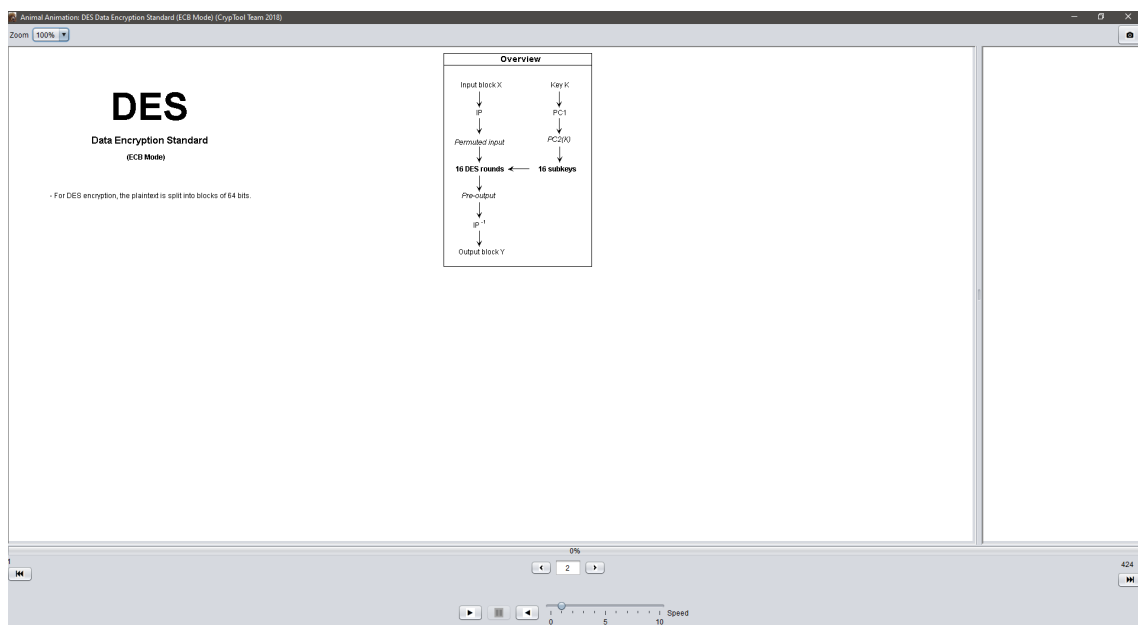 Animal Animation: DES Data Encryption Standard (ECB Mode) (CrypTool Team 2018)
Zoom 100%
DES
Data Encryption Standard
(ECB Mode)
- For DES encryption, the plaintext is split into blocks of 64 bits.
Overview
Input block X Key K
IP PC1
Permuted input PC2(K)
16 DES rounds 16 subkeys
Pre-output
IP -1
Output block Y
0%
1
2
424
0 5 10 Speed